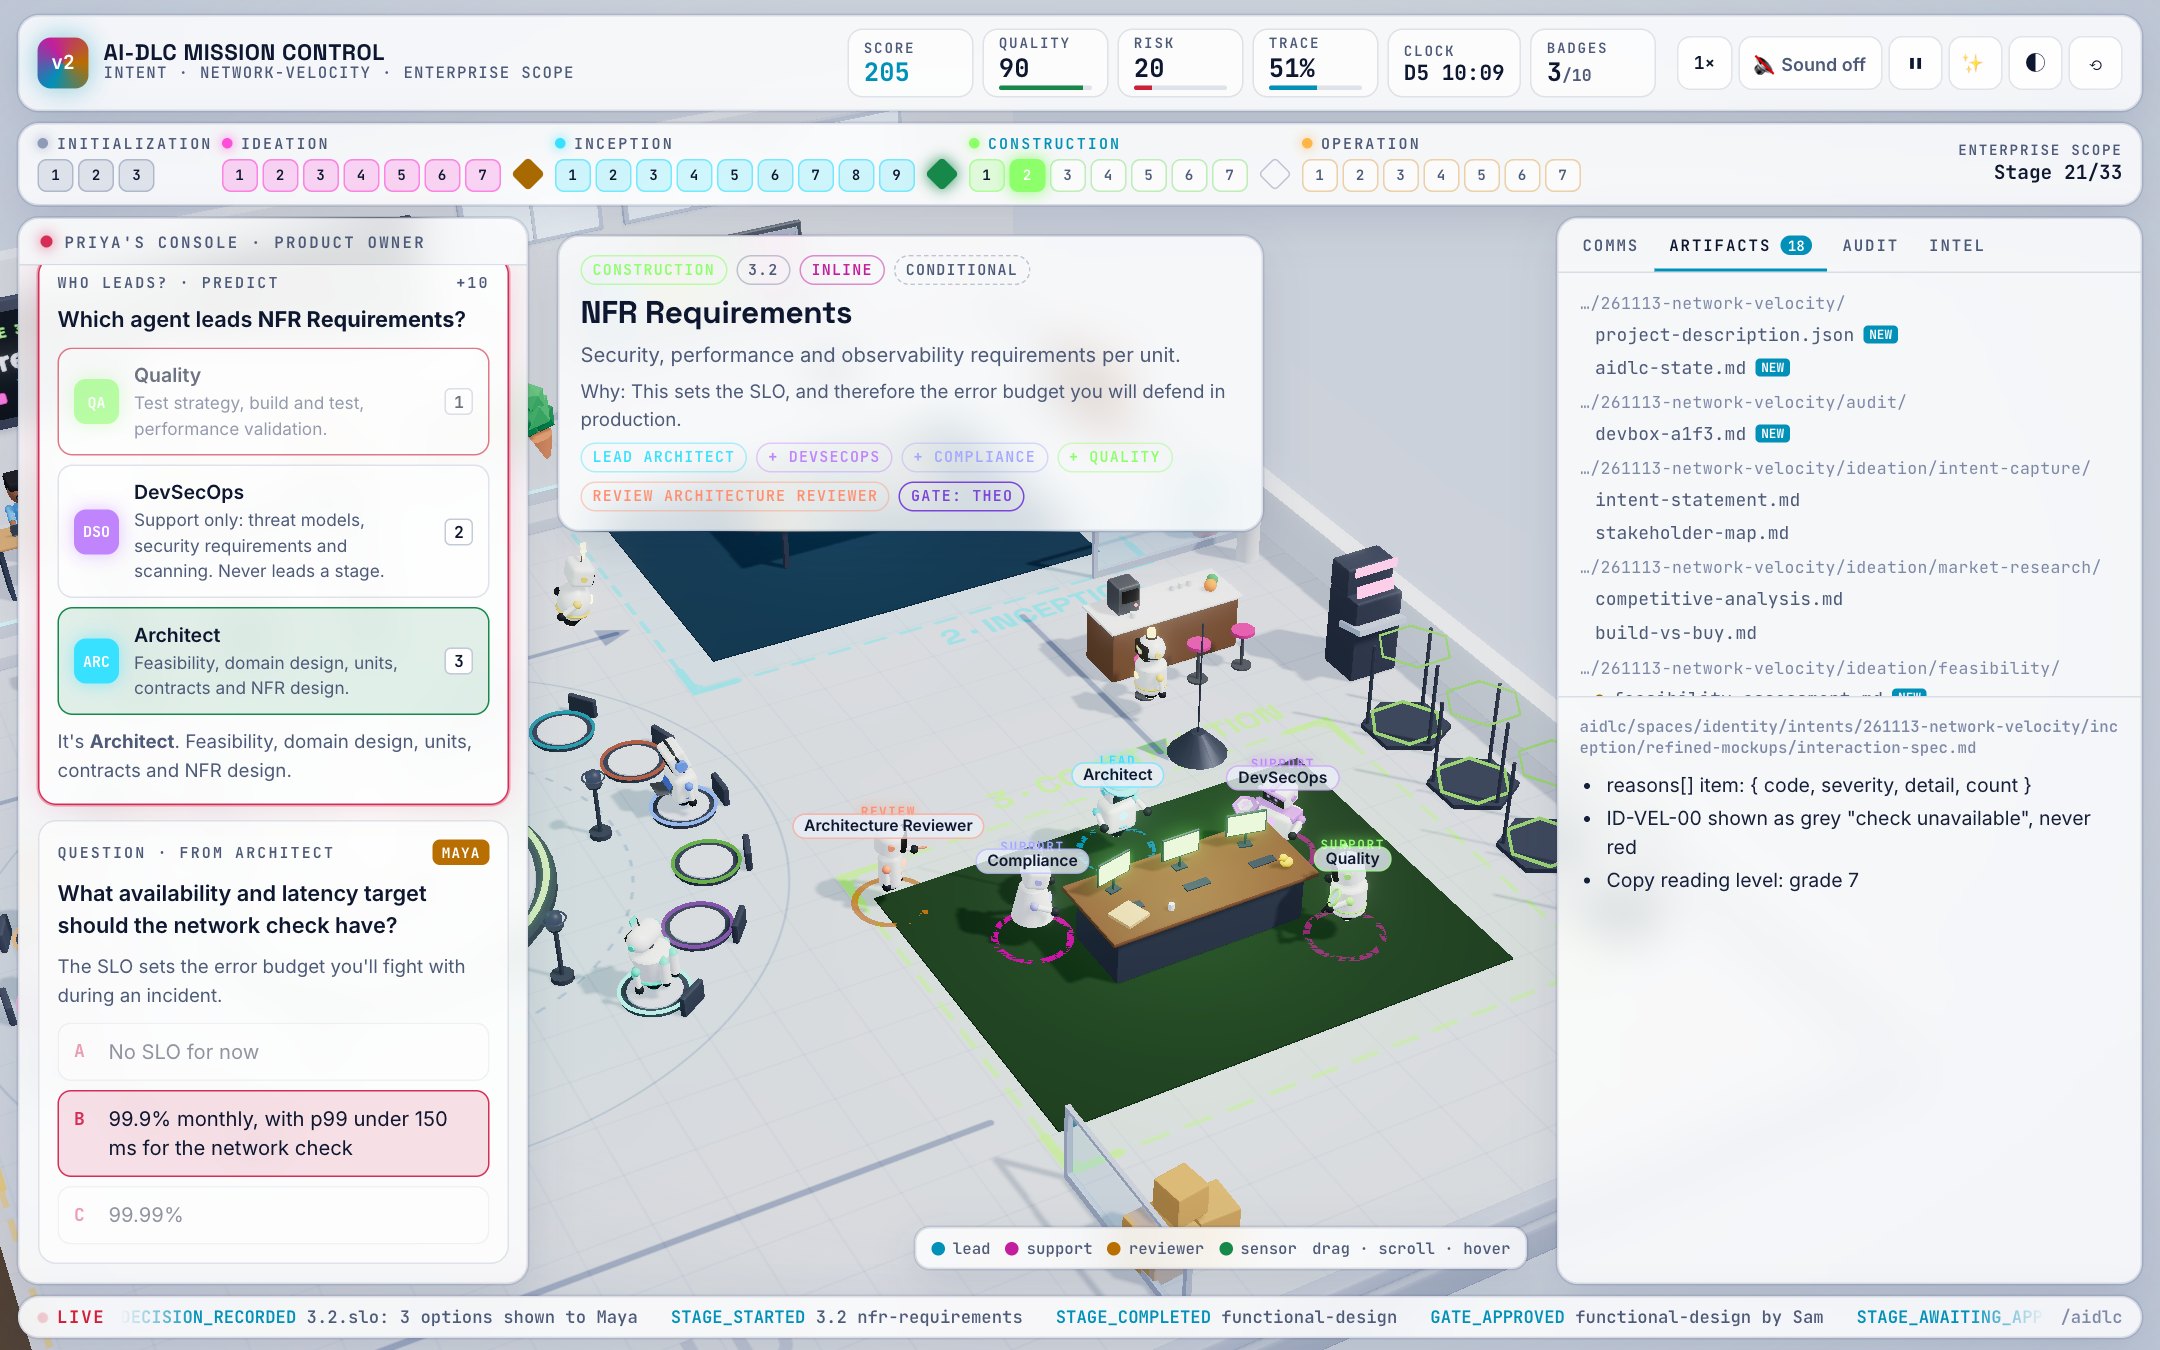 v2
AI-DLC MISSION CONTROL
INTENT · NETWORK-VELOCITY · ENTERPRISE SCOPE
SCORE
205
QUALITY
90
RISK
20
TRACE
51%
CLOCK
D5 10:09
BADGES
3/10
1×
Sound off
INITIALIZATION
1 2 3
IDEATION
1 2 3 4 5 6 7
INCEPTION
1 2 3 4 5 6 7 8 9
CONSTRUCTION
1 2 3 4 5 6 7
OPERATION
1 2 3 4 5 6 7
ENTERPRISE SCOPE
Stage 21/33
PRIYA'S CONSOLE · PRODUCT OWNER
WHO LEADS? · PREDICT +10
Which agent leads NFR Requirements?
QA
Quality
Test strategy, build and test,
performance validation.
1
DSO
DevSecOps
Support only: threat models,
security requirements and
scanning. Never leads a stage.
2
ARC
Architect
Feasibility, domain design, units,
contracts and NFR design.
3
It's Architect. Feasibility, domain design, units,
contracts and NFR design.
QUESTION · FROM ARCHITECT MAYA
What availability and latency target
should the network check have?
The SLO sets the error budget you'll fight with
during an incident.
A No SLO for now
B 99.9% monthly, with p99 under 150
ms for the network check
C 99.99%
CONSTRUCTION 3.2 INLINE CONDITIONAL
NFR Requirements
Security, performance and observability requirements per unit.
Why: This sets the SLO, and therefore the error budget you will defend in
production.
LEAD ARCHITECT + DEVSECOPS + COMPLIANCE + QUALITY
REVIEW ARCHITECTURE REVIEWER GATE: THEO
LEAD
Architect
SUPPORT
DevSecOps
REVIEW
Architecture Reviewer
SUPPORT
Compliance
SUPPORT
Quality
lead support reviewer sensor drag · scroll · hover
COMMS ARTIFACTS 18 AUDIT INTEL
…/261113-network-velocity/
project-description.json NEW
aidlc-state.md NEW
…/261113-network-velocity/audit/
devbox-a1f3.md NEW
…/261113-network-velocity/ideation/intent-capture/
intent-statement.md
stakeholder-map.md
…/261113-network-velocity/ideation/market-research/
competitive-analysis.md
build-vs-buy.md
…/261113-network-velocity/ideation/feasibility/
feasibility-assessment.md NEW
aidlc/spaces/identity/intents/261113-network-velocity/inc
eption/refined-mockups/interaction-spec.md
• reasons[] item: { code, severity, detail, count }
• ID-VEL-00 shown as grey "check unavailable", never
red
• Copy reading level: grade 7
LIVE DECISION_RECORDED 3.2.slo: 3 options shown to Maya STAGE_STARTED 3.2 nfr-requirements STAGE_COMPLETED functional-design GATE_APPROVED functional-design by Sam STAGE_AWAITING_APP /aidlc